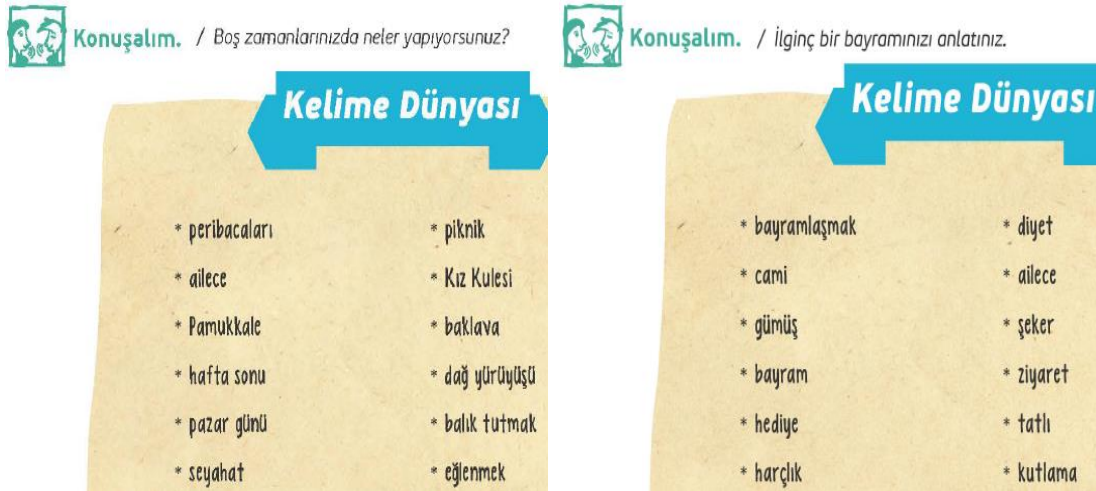 Konuşalım. / Boş zamanlarınızda neler yapıyorsunuz?
Kelime Dünyası
* peribacaları
* ailece
* Pamukkale
* hafta sonu
* pazar günü
* seyahat
* piknik
* Kız Kulesi
* baklava
* dağ yürüyüşü
* balık tutmak
* eğlenmek
Konuşalım. / İlginç bir bayramınızı anlatınız.
Kelime Dünyası
* bayramlaşmak
* cami
* gümüş
* bayram
* hediye
* harçlık
* diyet
* ailece
* şeker
* ziyaret
* tatlı
* kutlama